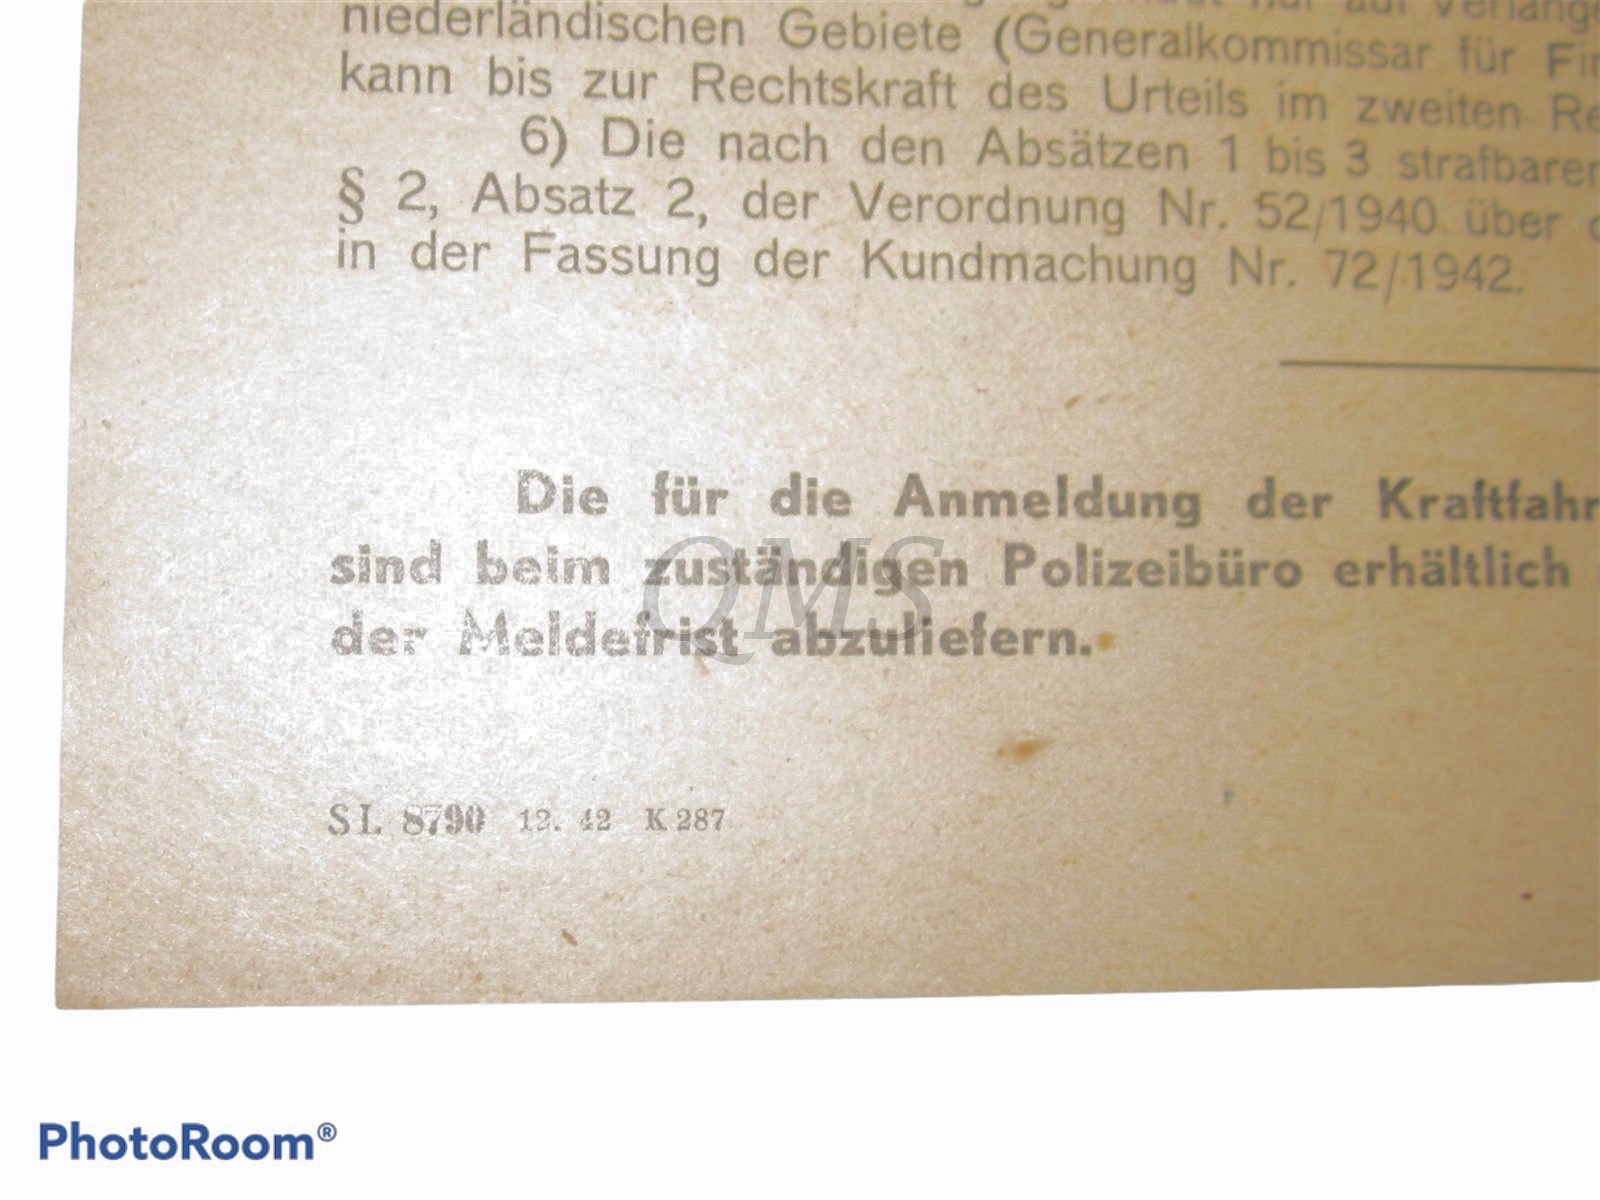 nur auf
niederländischen Gebiete (Generalkommissar für
kann bis zur Rechtskraft des Urteils im zweiten
6) Die nach den Absätzen 1 bis 3 strafbaren
§ 2, Absatz 2, der Verordnung Nr. 52/1940 über
in der Fassung der Kundmachung Nr. 72/1942.
Die für die Anmeldung der Kraftfahr
sind beim zuständigen Polizeibüro erhältlich
der Meldefrist abzuliefern.
QMS
SL 8790 12. 42 K 287
PhotoRoom®